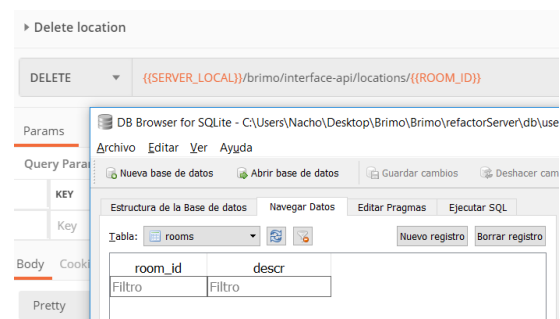 Delete location
DELETE {{SERVER_LOCAL}}/brimo/interface-api/locations/{{ROOM_ID}}
DB Browser for SQLite - C:\Users\Nacho\Desktop\Brimo\Brimo\refactorServer\db\use
Params
Archivo Editar Ver Ayuda
Query Para
Nueva base de datos Abrir base de datos Guardar cambios Deshacer cam
KEY
Estructura de la Base de datos Navegar Datos Editar Pragmas Ejecutar SQL
Key
Tabla: rooms Nuevo registro Borrar registro
Body Cooki
room_id descr
Filtro Filtro
Pretty